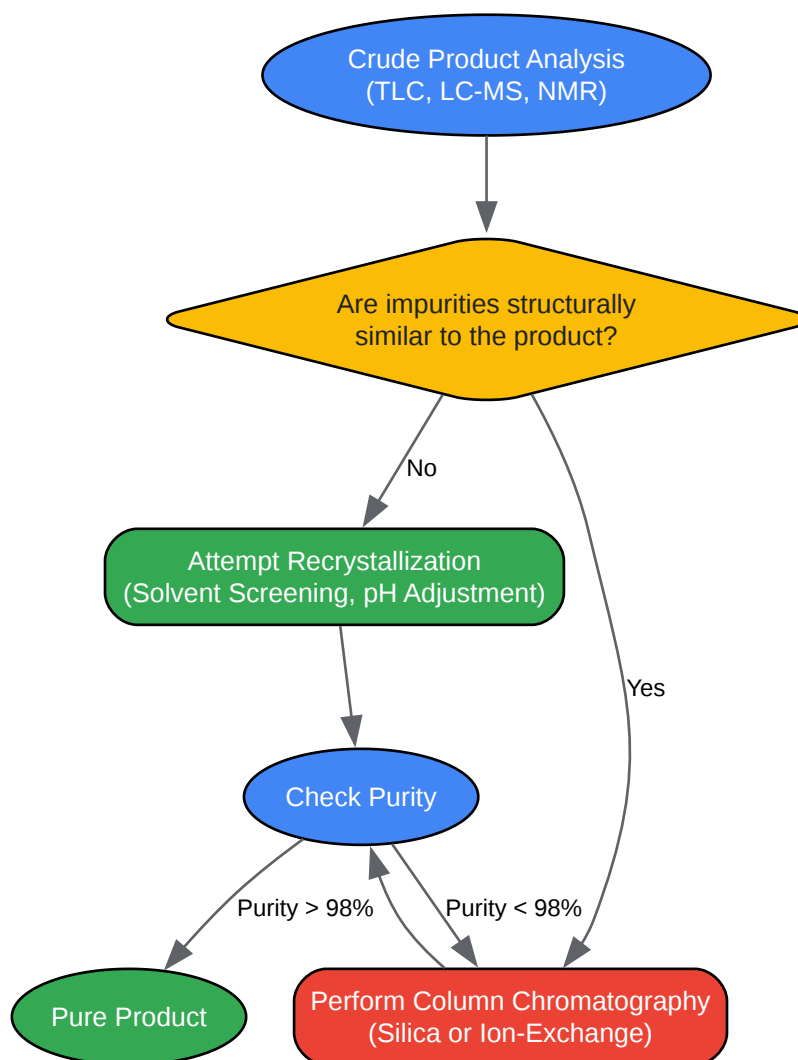 Crude Product Analysis
(TLC, LC-MS, NMR)
Are impurities structurally
similar to the product?
No
Attempt Recrystallization
(Solvent Screening, pH Adjustment)
Yes
Check Purity
Purity > 98%
Purity < 98%
Pure Product
Perform Column Chromatography
(Silica or Ion-Exchange)